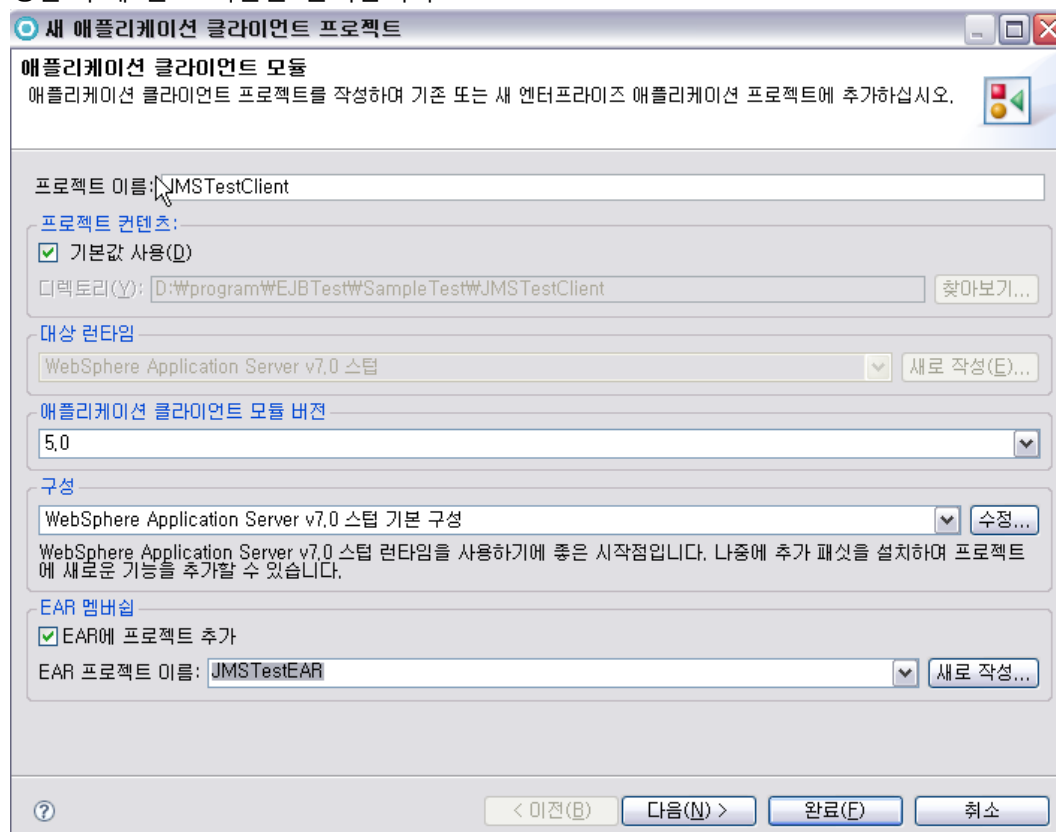 새 애플리케이션 클라이언트 프로젝트
애플리케이션 클라이언트 모듈
애플리케이션 클라이언트 프로젝트를 작성하여 기존 또는 새 엔터프라이즈 애플리케이션 프로젝트에 추가하십시오.
프로젝트 이름: JMSTestClient
프로젝트 컨텐츠:
기본값 사용(D)
디렉토리(Y): D:₩program₩EJBTest₩SampleTest₩JMSTestClient 찾아보기...
대상 런타임
WebSphere Application Server v7.0 스텁 새로 작성(E)...
애플리케이션 클라이언트 모듈 버전
5.0
구성
WebSphere Application Server v7.0 스텁 기본 구성 수정...
WebSphere Application Server v7.0 스텁 런타임을 사용하기에 좋은 시작점입니다. 나중에 추가 패싯을 설치하여 프로젝트
에 새로운 기능을 추가할 수 있습니다.
EAR 멤버쉽
EAR에 프로젝트 추가
EAR 프로젝트 이름: JMSTestEAR 새로 작성...
? < 이전(B) 다음(N) > 완료(F) 취소